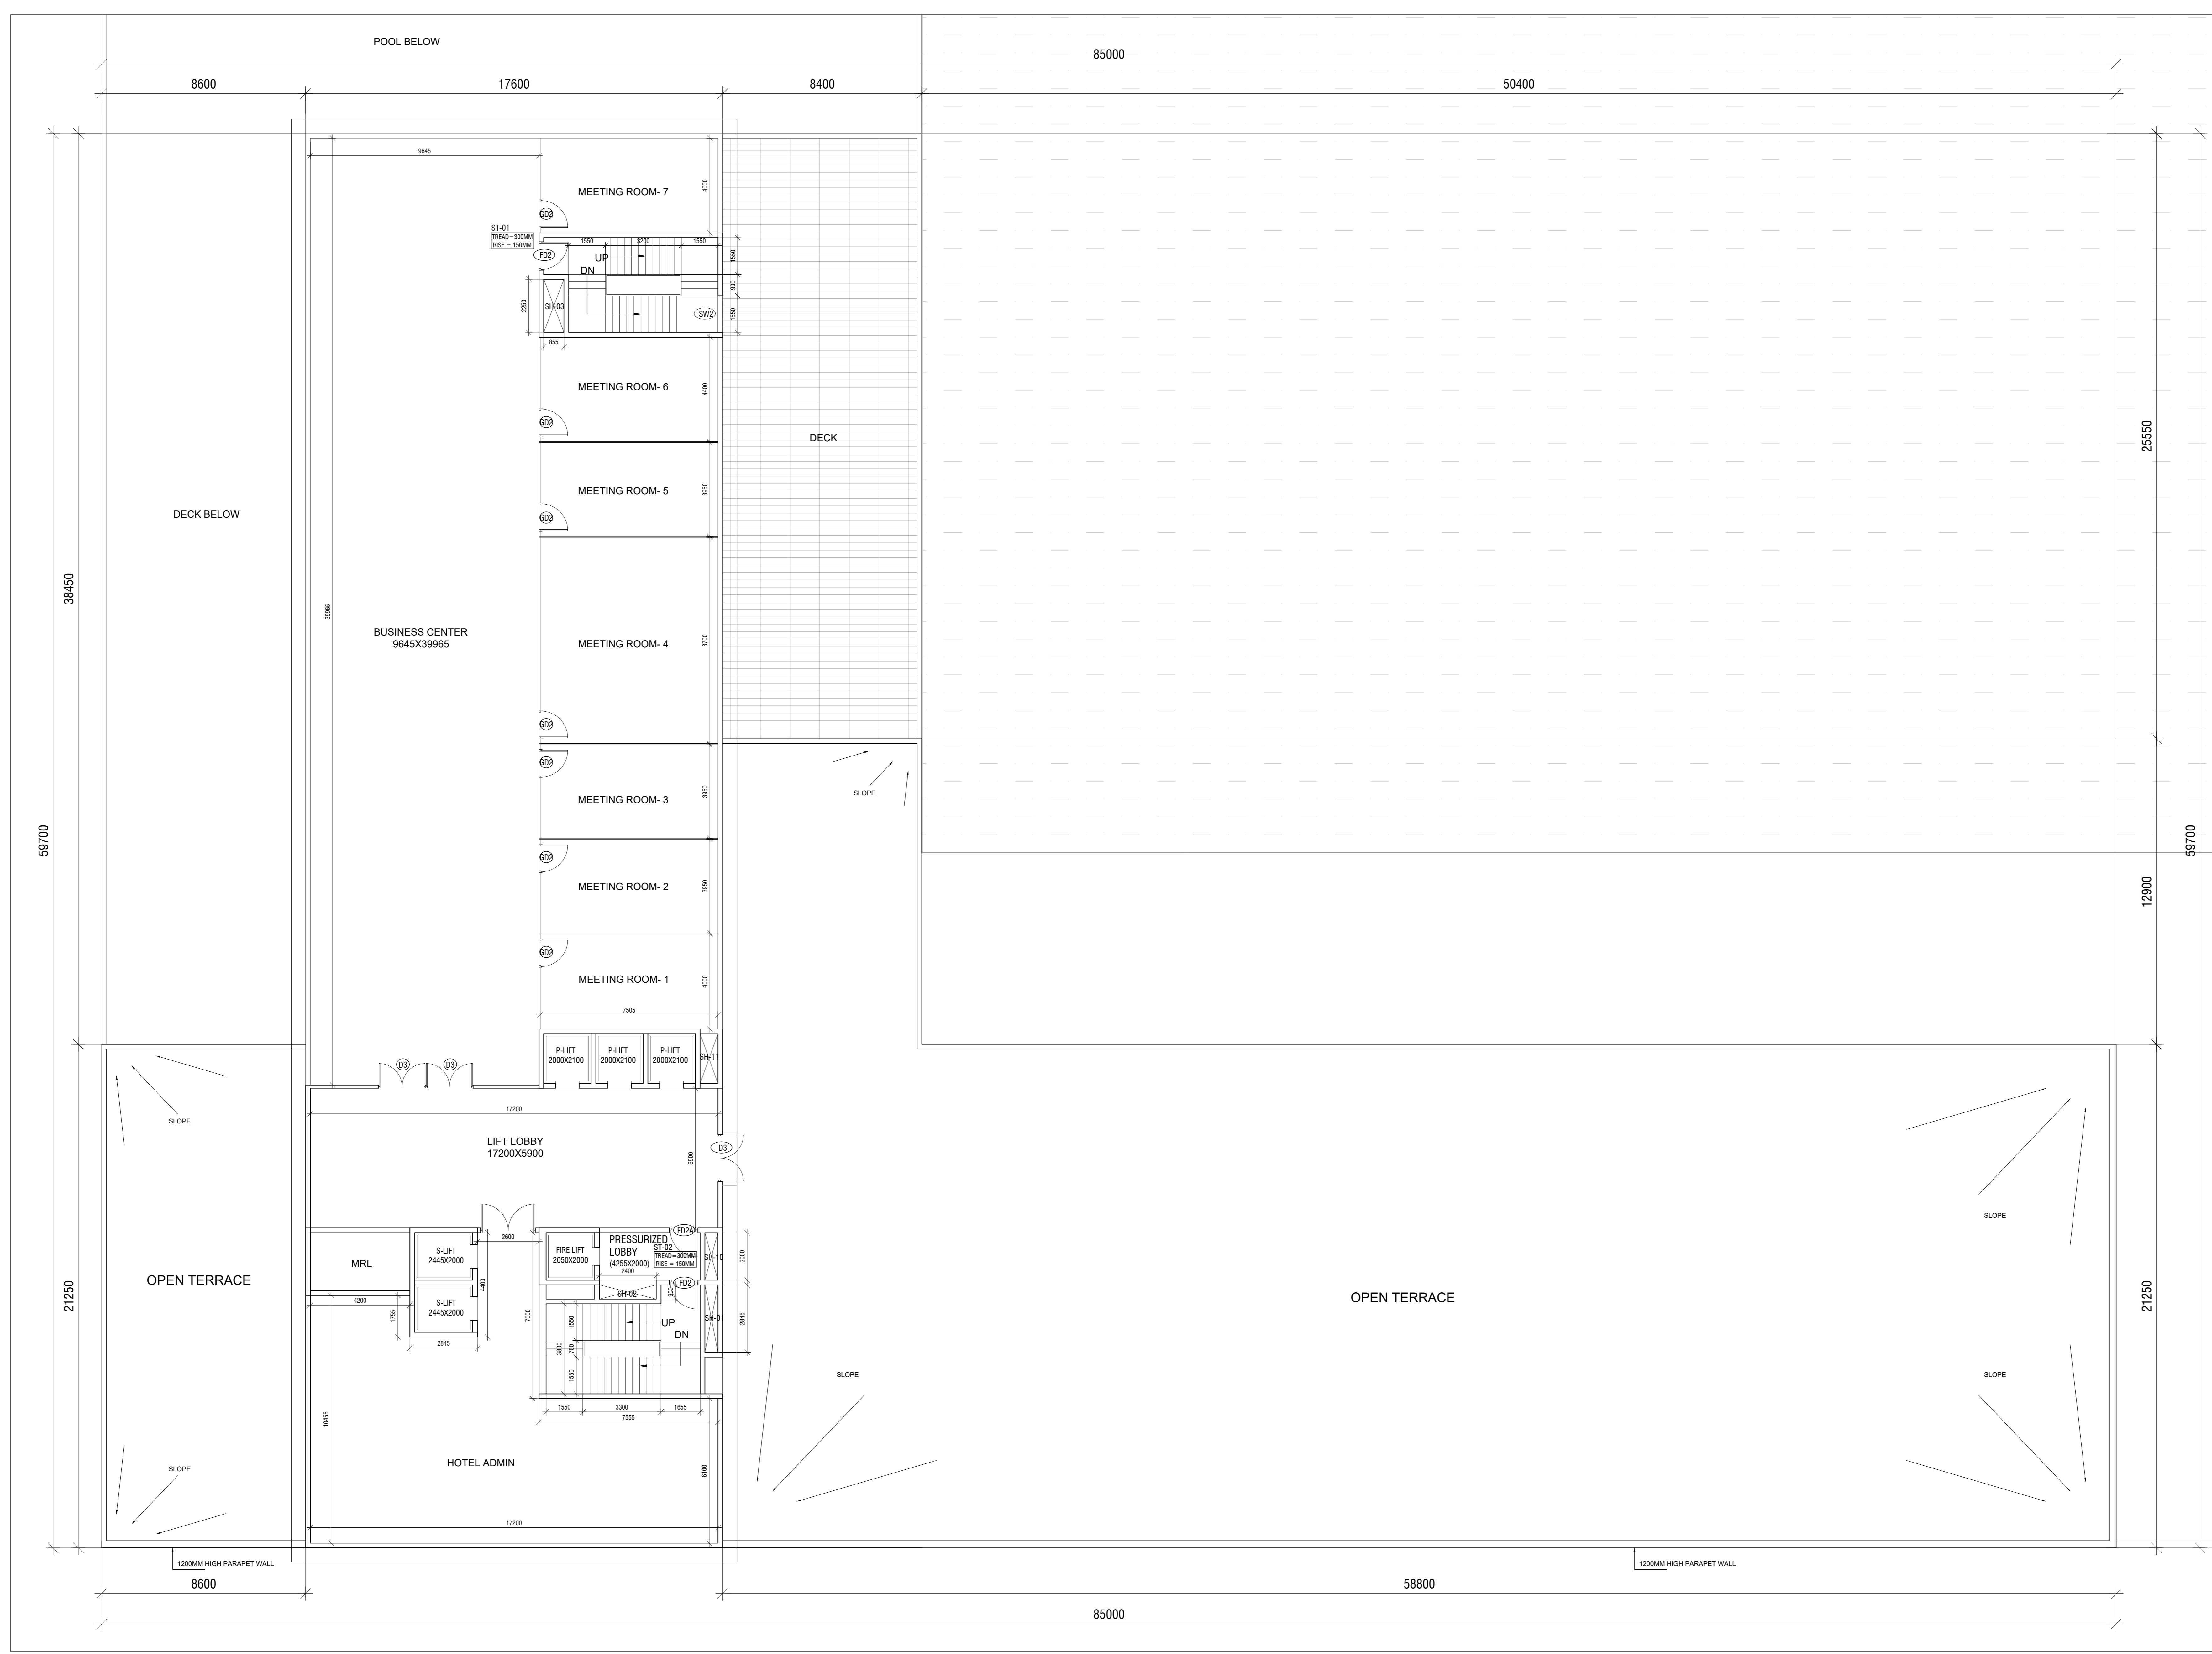 POOL BELOW
85000
8600
17600
8400
50400
9645
MEETING ROOM- 7
4000
GD2
ST-01
TREAD=300MM
RISE = 150MM
FD2
1550
3200
1550
UP
DN
1550
900
1550
2250
SH-03
SW2
855
MEETING ROOM- 6
4400
GD2
DECK
25550
MEETING ROOM- 5
3950
GD2
DECK BELOW
38450
39965
BUSINESS CENTER
9645X39965
MEETING ROOM- 4
8700
GD2
GD2
MEETING ROOM- 3
3950
SLOPE
59700
59700
GD2
MEETING ROOM- 2
3950
12900
GD2
MEETING ROOM- 1
4000
7505
P-LIFT
2000X2100
P-LIFT
2000X2100
P-LIFT
2000X2100
SH-11
D3
D3
17200
SLOPE
LIFT LOBBY
17200X5900
5900
D3
SLOPE
2600
FD2A
PRESSURIZED
LOBBY
(4255X2000)
2400
ST-02
TREAD=300MM
RISE = 150MM
SH-10
2000
FIRE LIFT
2050X2000
S-LIFT
2445X2000
MRL
4400
OPEN TERRACE
FD2
SH-02
600
21250
4200
1755
S-LIFT
2445X2000
2845
7000
SH-01
2845
UP
DN
1550
700
1550
3800
OPEN TERRACE
21250
SLOPE
SLOPE
1550
3300
1655
7555
10455
HOTEL ADMIN
6100
SLOPE
17200
1200MM HIGH PARAPET WALL
1200MM HIGH PARAPET WALL
8600
58800
85000